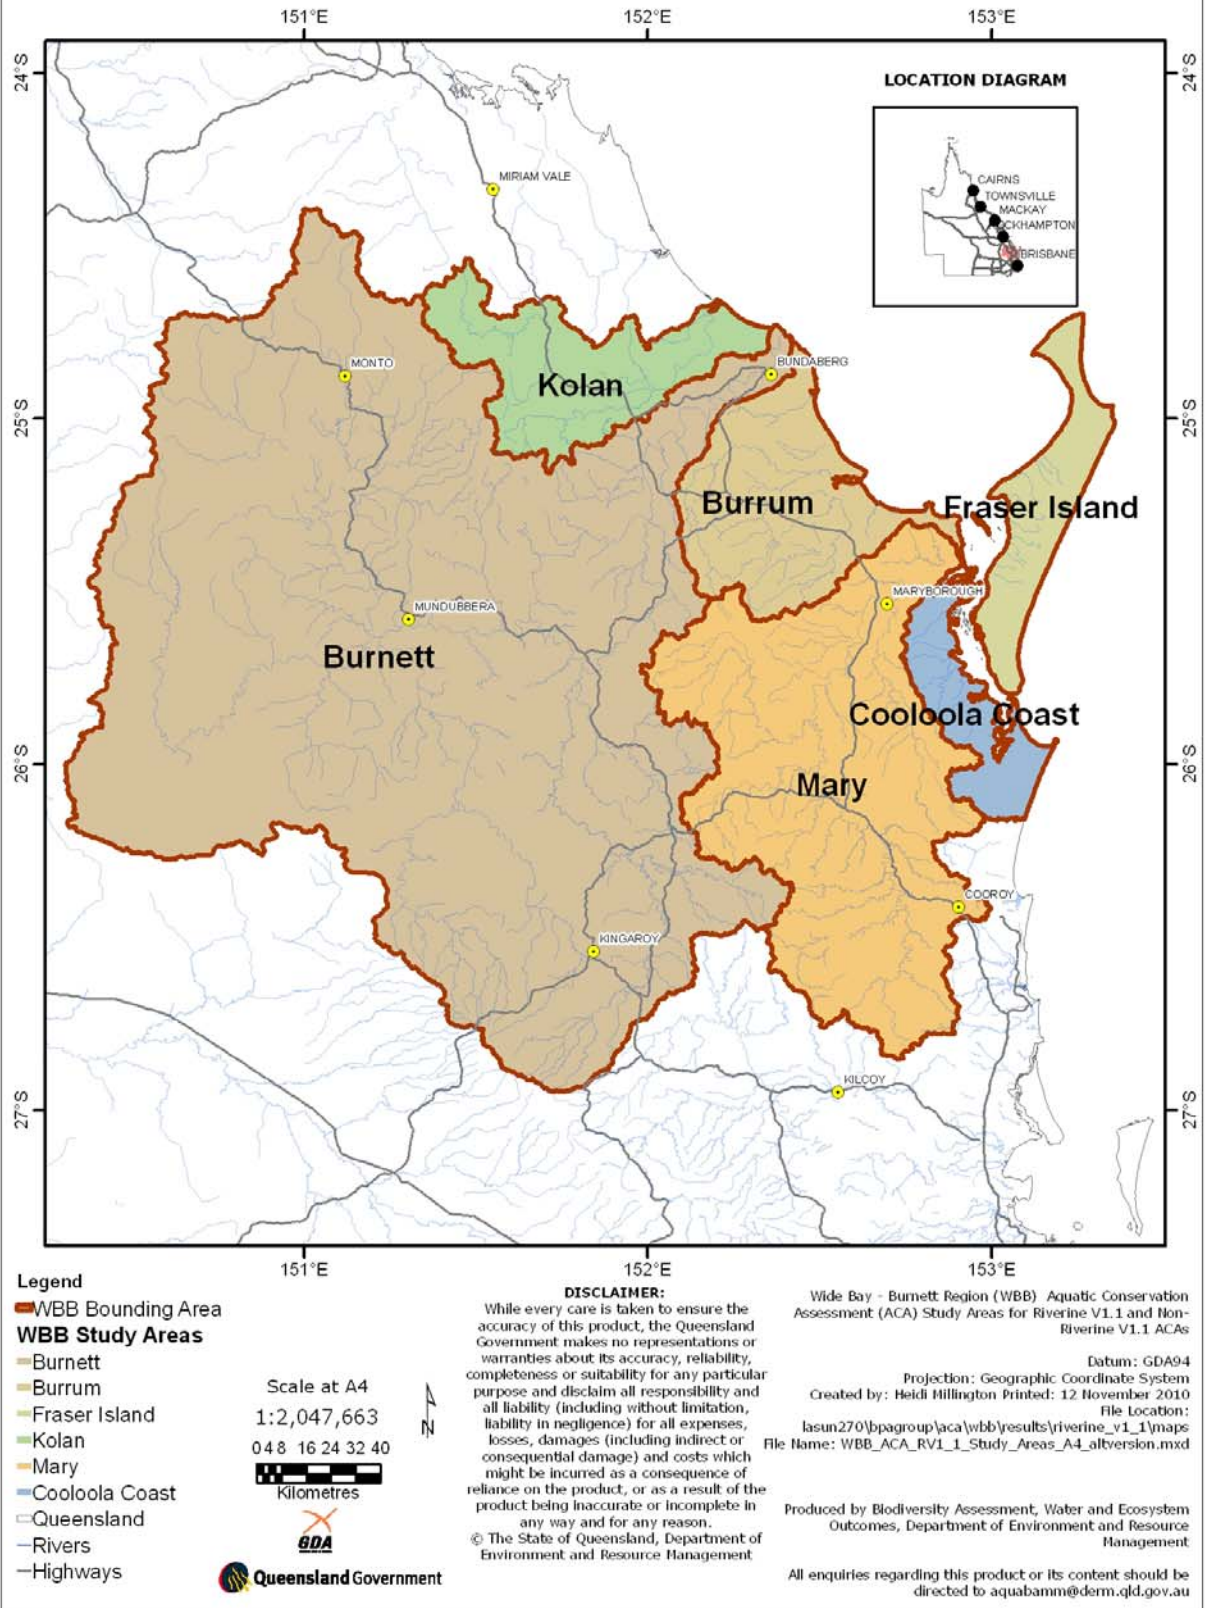 151°E
152°E
153°E
24°S
24°S
LOCATION DIAGRAM
CAIRNS
TOWNSVILLE
MACKAY
OCKHAMPTON
BRISBANE
MIRIAM VALE
MONTO
BUNDABERG
Kolan
25°S
25°S
Burrum
Fraser Island
MARYBOROUGH
MUNDUBBERA
Burnett
Cooloola Coast
26°S
26°S
Mary
COOROY
KINGAROY
KILCOY
27°S
27°S
151°E
152°E
153°E
Legend
WBB Bounding Area
WBB Study Areas
Burnett
Burrum
Fraser Island
Kolan
Mary
Cooloola Coast
Queensland
Rivers
Highways
Scale at A4
1:2,047,663
0 4 8 16 24 32 40
Kilometres
N
GDA
Queensland Government
DISCLAIMER:
While every care is taken to ensure the
accuracy of this product, the Queensland
Government makes no representations or
warranties about its accuracy, reliability,
completeness or suitability for any particular
purpose and disclaim all responsibility and
all liability (including without limitation,
liability in negligence) for all expenses,
losses, damages (including indirect or
consequential damage) and costs which
might be incurred as a consequence of
reliance on the product, or as a result of the
product being inaccurate or incomplete in
any way and for any reason.
© The State of Queensland, Department of
Environment and Resource Management
Wide Bay - Burnett Region (WBB) Aquatic Conservation
Assessment (ACA) Study Areas for Riverine V1.1 and Non-
Riverine V1.1 ACAs
Datum: GDA94
Projection: Geographic Coordinate System
Created by: Heidi Millington Printed: 12 November 2010
File Location:
lasun270\bpagroup\aca\wbb\results\riverine_v1_1\maps
File Name: WBB_ACA_RV1_1_Study_Areas_A4_altversion.mxd
Produced by Biodiversity Assessment, Water and Ecosystem
Outcomes, Department of Environment and Resource
Management
All enquiries regarding this product or its content should be
directed to aquabamm@derm.qld.gov.au